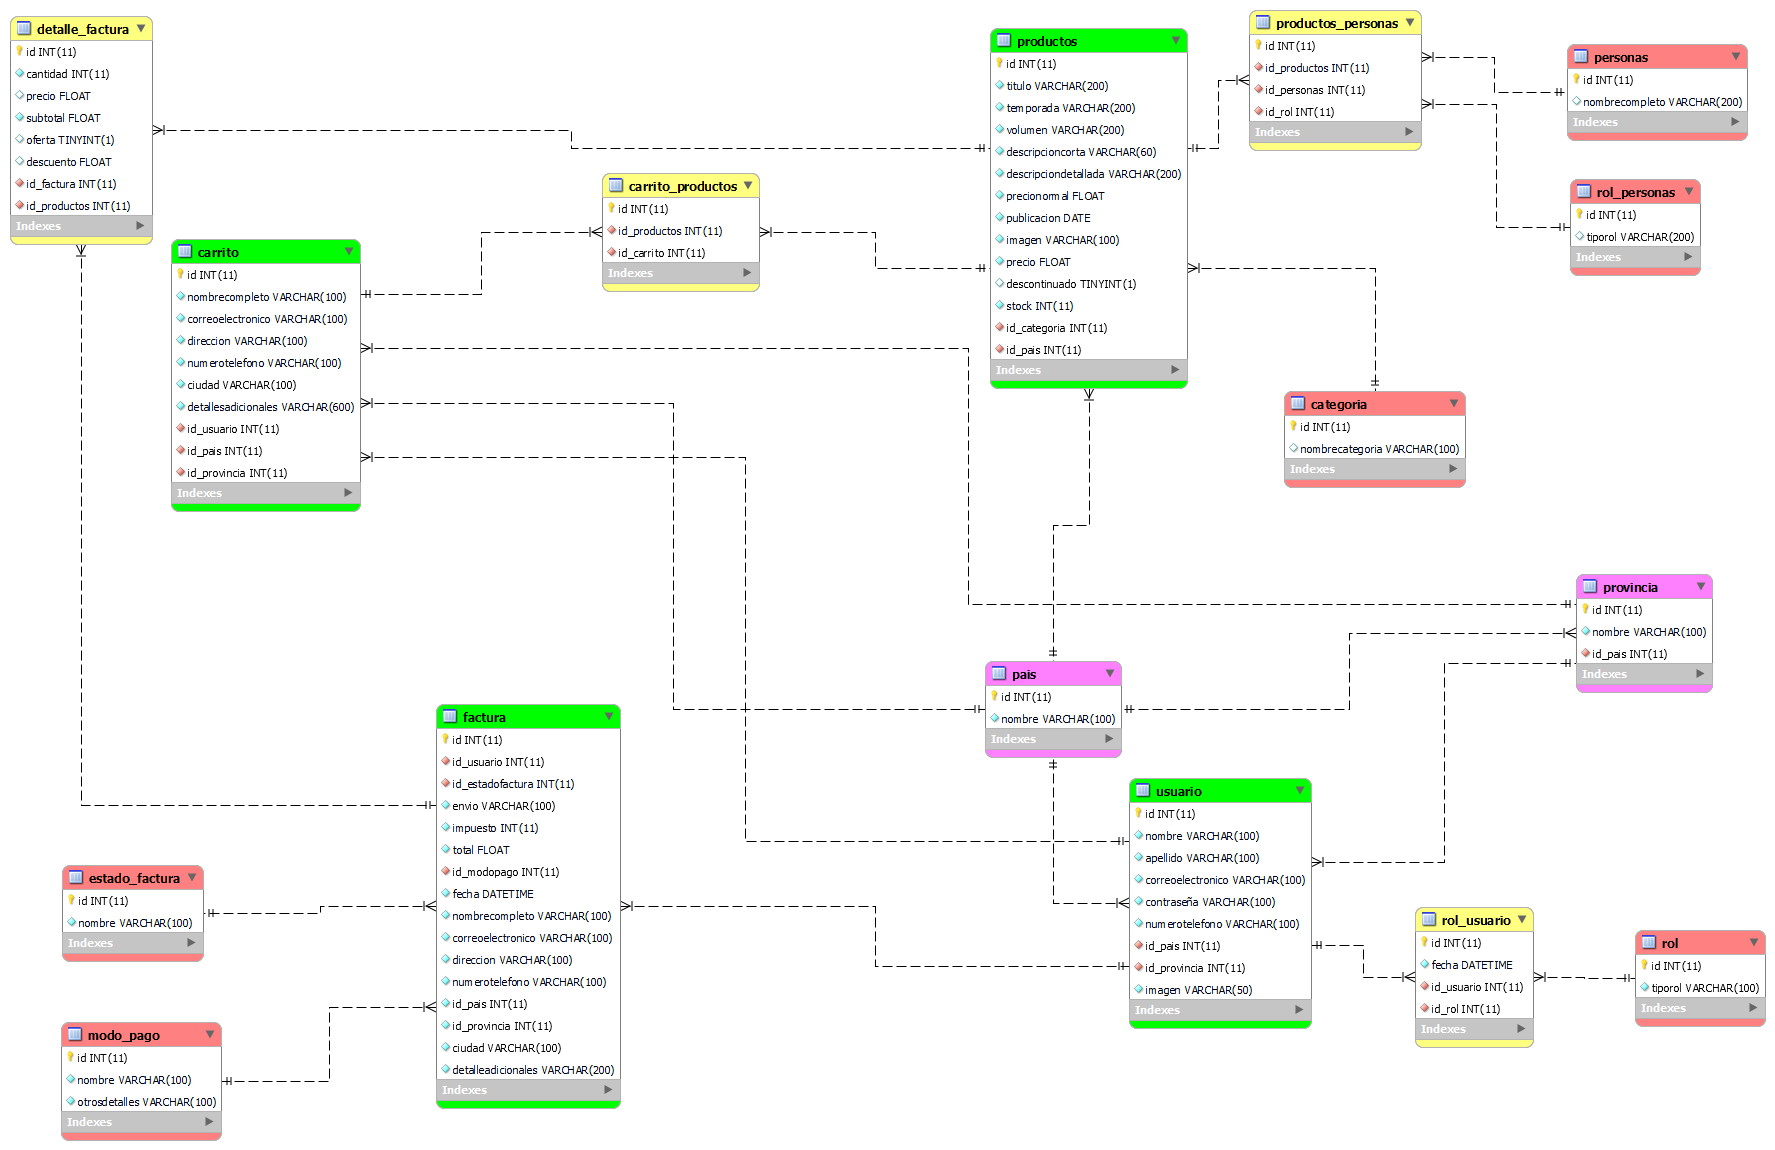 detalle_factura
id INT(11)
cantidad INT(11)
precio FLOAT
subtotal FLOAT
oferta TINYINT(1)
descuento FLOAT
id_factura INT(11)
id_productos INT(11)
Indexes
carrito
id INT(11)
nombrecompleto VARCHAR(100)
correoelectronico VARCHAR(100)
direccion VARCHAR(100)
numerotelefono VARCHAR(100)
ciudad VARCHAR(100)
detallesadicionales VARCHAR(600)
id_usuario INT(11)
id_pais INT(11)
id_provincia INT(11)
Indexes
carrito_productos
id INT(11)
id_productos INT(11)
id_carrito INT(11)
Indexes
productos
id INT(11)
titulo VARCHAR(200)
temporada VARCHAR(200)
volumen VARCHAR(200)
descripcioncorta VARCHAR(60)
descripciondetallada VARCHAR(200)
precionormal FLOAT
publicacion DATE
imagen VARCHAR(100)
precio FLOAT
descontinuado TINYINT(1)
stock INT(11)
id_categoria INT(11)
id_pais INT(11)
Indexes
productos_personas
id INT(11)
id_productos INT(11)
id_personas INT(11)
id_rol INT(11)
Indexes
personas
id INT(11)
nombrecompleto VARCHAR(200)
Indexes
rol_personas
id INT(11)
tiporol VARCHAR(200)
Indexes
categoria
id INT(11)
nombrecategoria VARCHAR(100)
Indexes
provincia
id INT(11)
nombre VARCHAR(100)
id_pais INT(11)
Indexes
pais
id INT(11)
nombre VARCHAR(100)
Indexes
factura
id INT(11)
id_usuario INT(11)
id_estadofactura INT(11)
envio VARCHAR(100)
impuesto INT(11)
total FLOAT
id_modopago INT(11)
fecha DATETIME
nombrecompleto VARCHAR(100)
correoelectronico VARCHAR(100)
direccion VARCHAR(100)
numerotelefono VARCHAR(100)
id_pais INT(11)
id_provincia INT(11)
ciudad VARCHAR(100)
detalleadicionales VARCHAR(200)
Indexes
usuario
id INT(11)
nombre VARCHAR(100)
apellido VARCHAR(100)
correoelectronico VARCHAR(100)
contraseña VARCHAR(100)
numerotelefono VARCHAR(100)
id_pais INT(11)
id_provincia INT(11)
imagen VARCHAR(50)
Indexes
estado_factura
id INT(11)
nombre VARCHAR(100)
Indexes
rol_usuario
id INT(11)
fecha DATETIME
id_usuario INT(11)
id_rol INT(11)
Indexes
rol
id INT(11)
tiporol VARCHAR(100)
Indexes
modo_pago
id INT(11)
nombre VARCHAR(100)
otrosdetalles VARCHAR(100)
Indexes